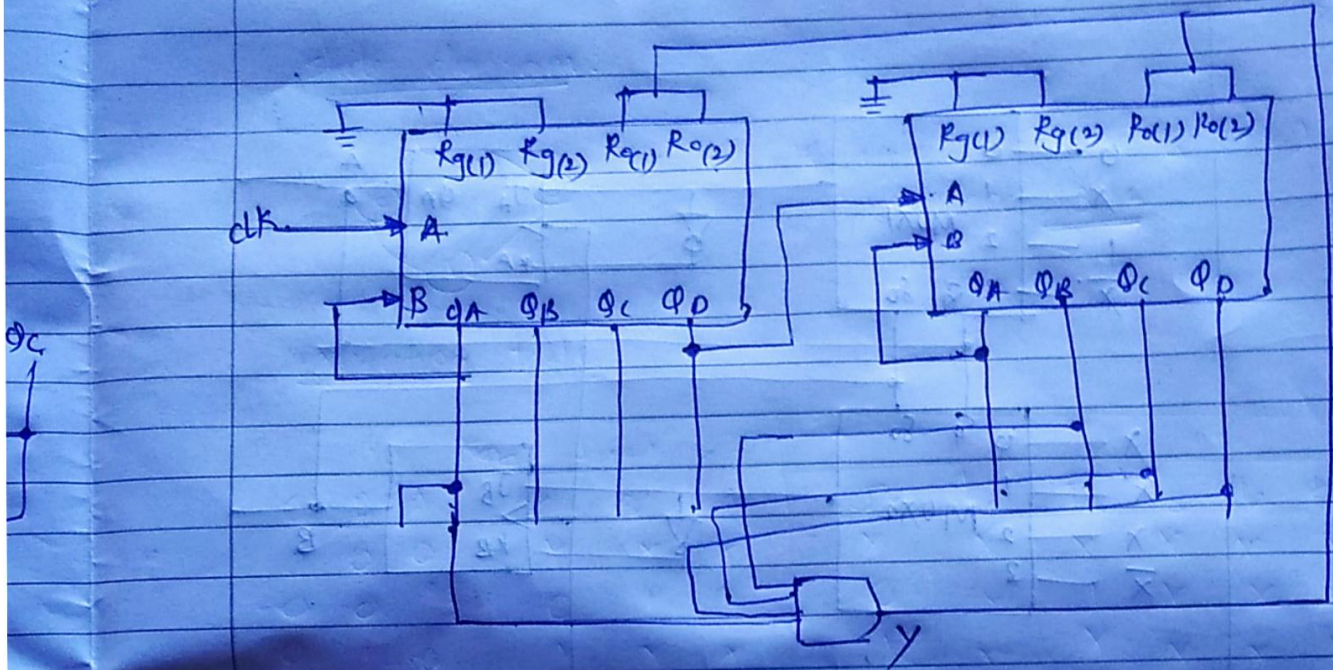 Rg(1) Rg(2) Ro(1) Ro(2)
A
clk
B QA QB QC QD
Rg(1) Rg(2) Ro(1) Ro(2)
A
B
QA QB QC QD
QC
Y